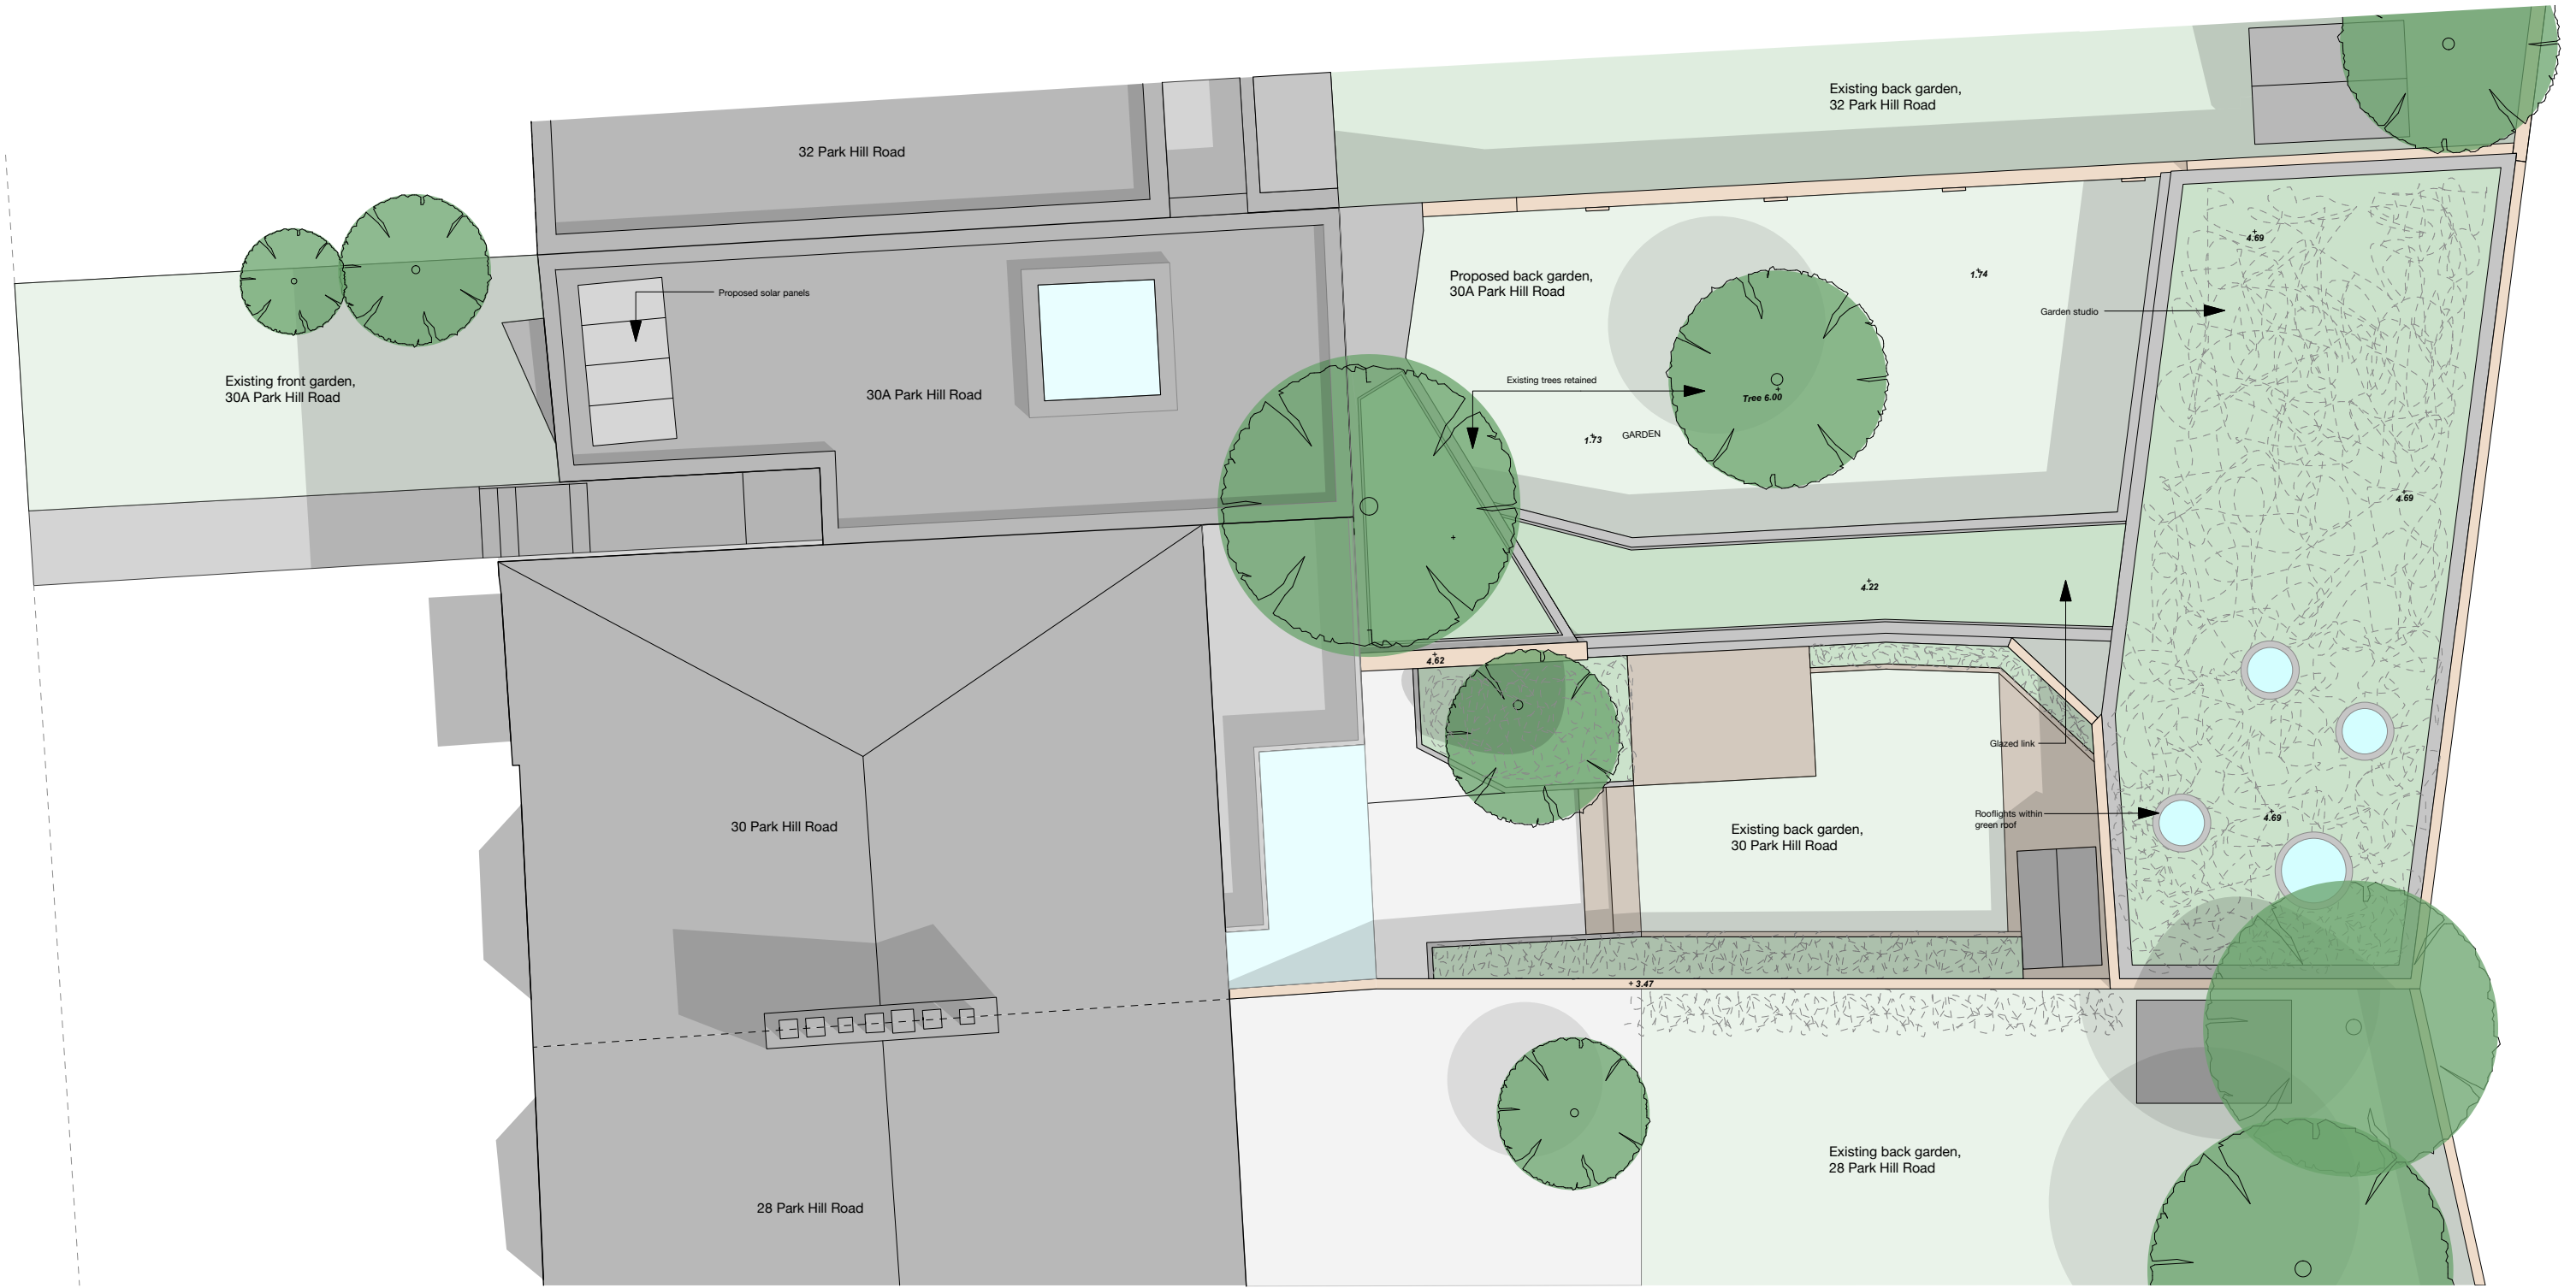 Existing back garden,
32 Park Hill Road
32 Park Hill Road
4.69
Proposed back garden,
30A Park Hill Road
1.74
Proposed solar panels
Garden studio
Existing front garden,
30A Park Hill Road
30A Park Hill Road
Existing trees retained
Tree 6.00
1.73
GARDEN
4.69
4.22
4.62
Glazed link
30 Park Hill Road
Existing back garden,
30 Park Hill Road
Rooflights within
green roof
4.69
3.47
Existing back garden,
28 Park Hill Road
28 Park Hill Road